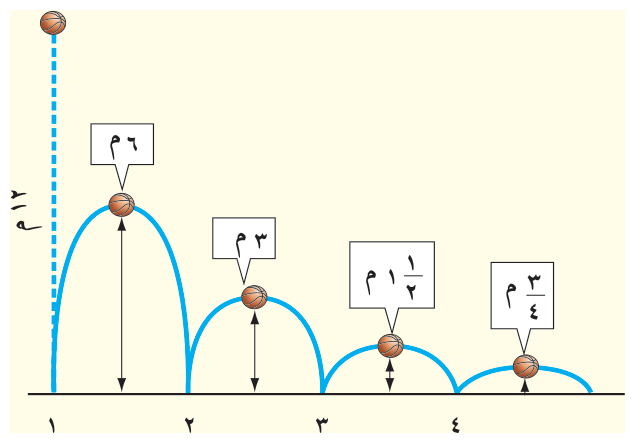 ١٢ م
٦ م
٣ م
١ ١/٢ م
٣/٤ م
١ ٢ ٣ ٤